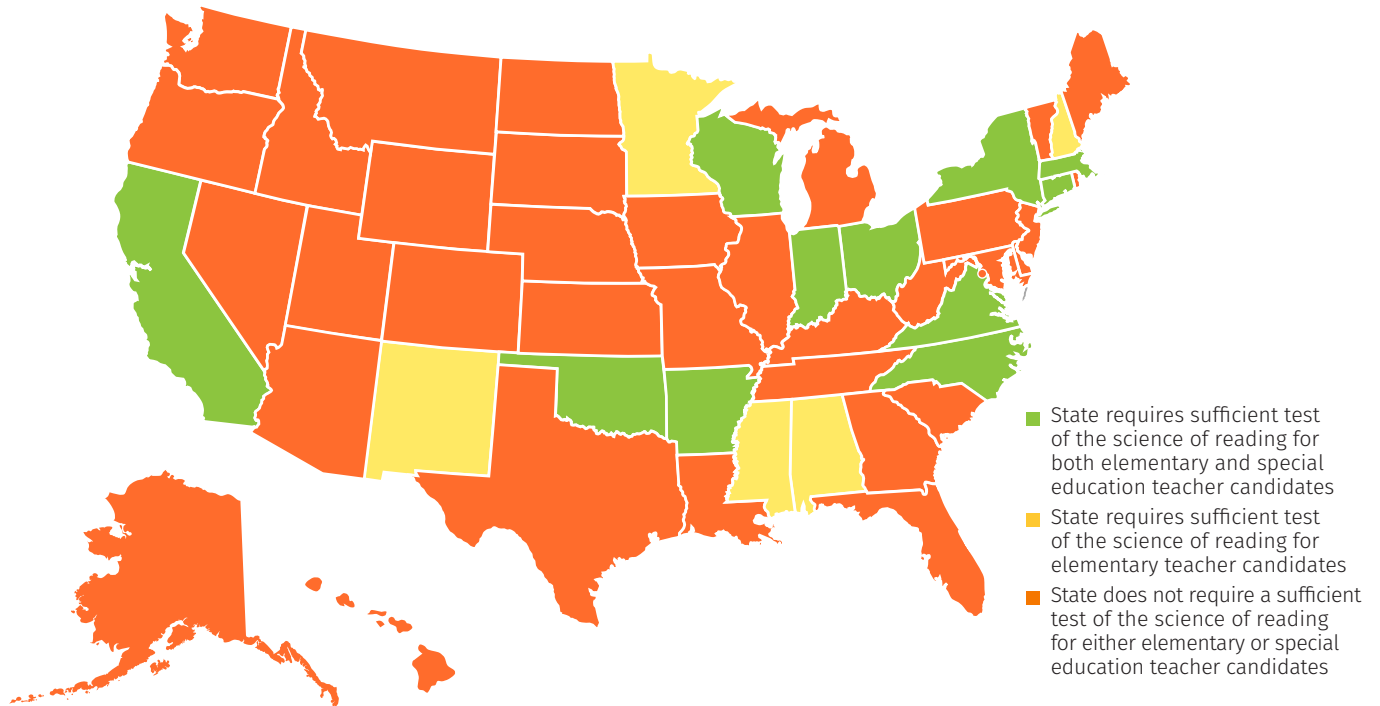 State requires sufficient test
of the science of reading for
both elementary and special
education teacher candidates
State requires sufficient test
of the science of reading for
elementary teacher candidates
State does not require a sufficient
test of the science of reading
for either elementary or special
education teacher candidates